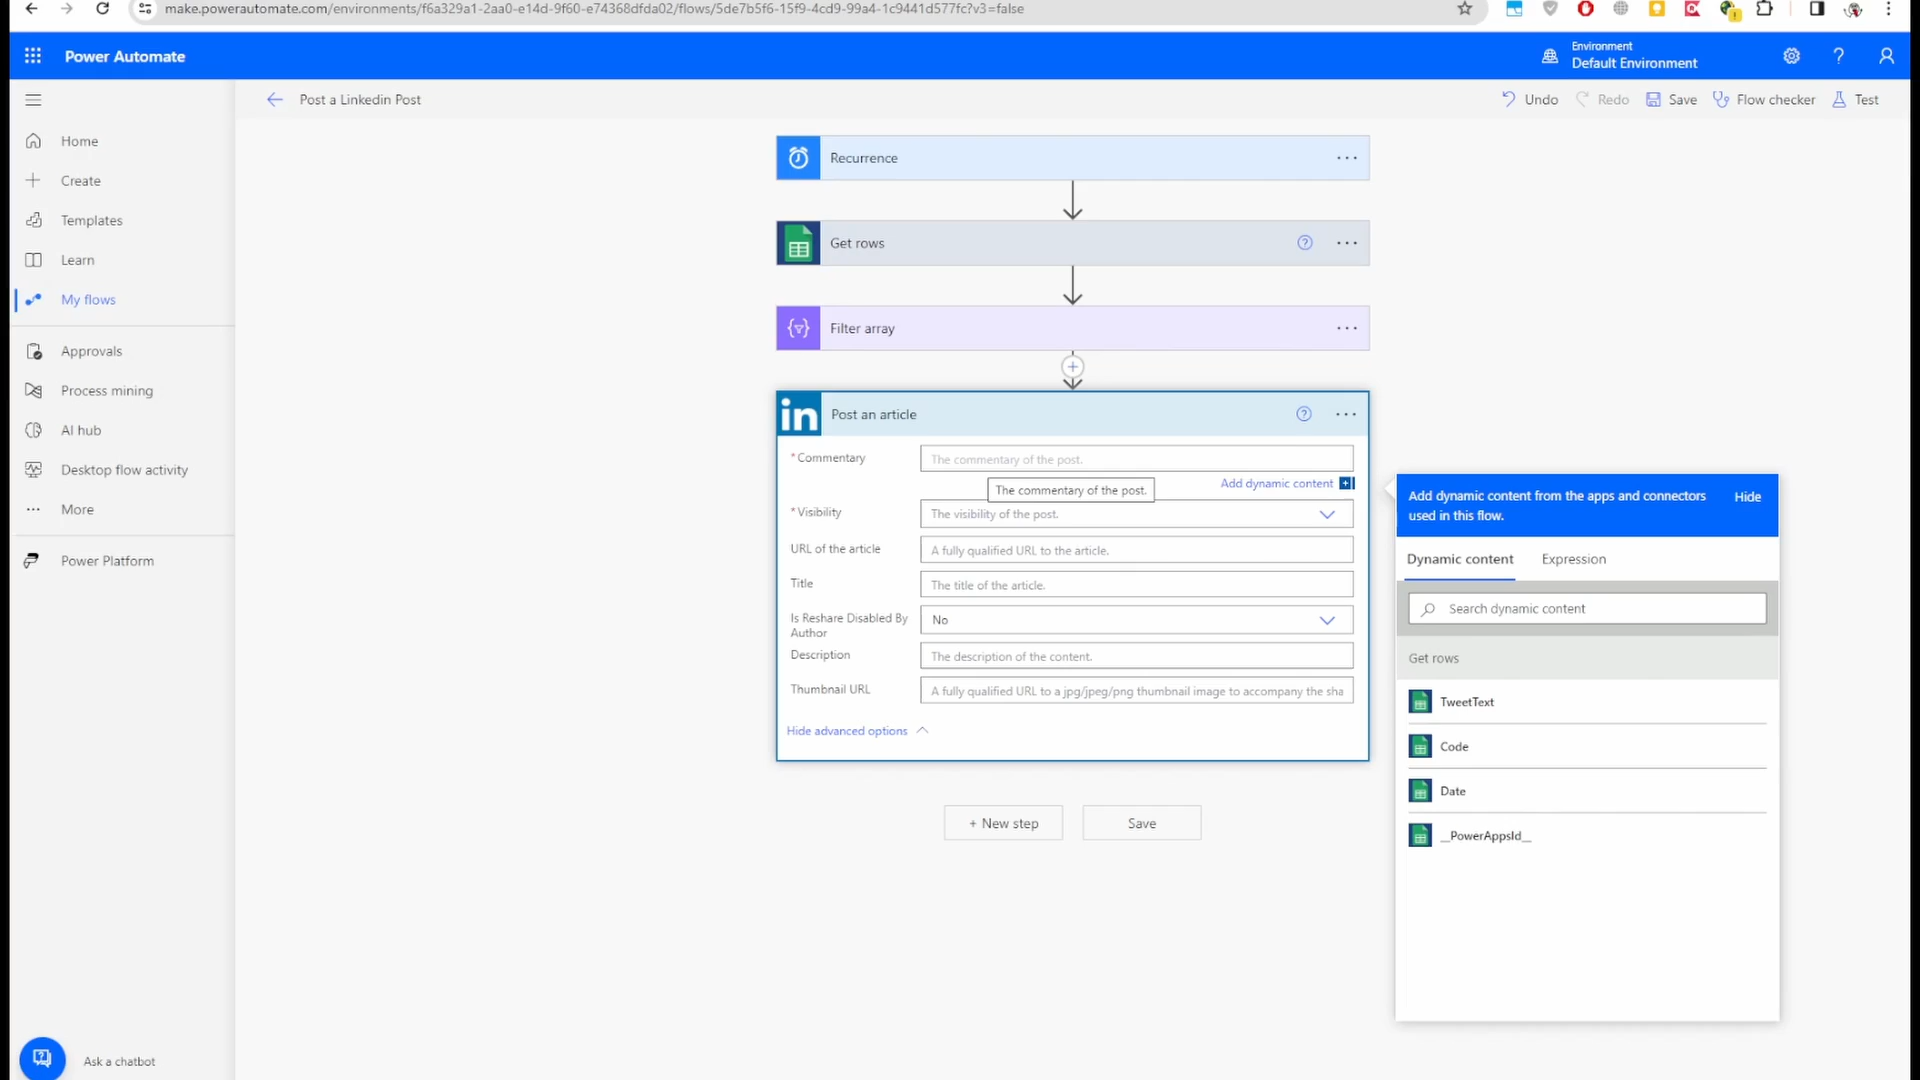 make.powerautomate.com/environments/f6a329a1-2aa0-e14d-9f60-e74368dfda02/flows/5de7b5f6-15f9-4cd9-99a4-1c9441d577fc?v3=false
Power Automate
Environment
Default Environment
Post a Linkedin Post
Undo
Redo
Save
Flow checker
Test
Home
Create
Templates
Learn
My flows
Approvals
Process mining
AI hub
Desktop flow activity
More
Power Platform
Ask a chatbot
Recurrence
Get rows
Filter array
in
Post an article
*Commentary
The commentary of the post.
Add dynamic content
The commentary of the post.
*Visibility
The visibility of the post.
URL of the article
A fully qualified URL to the article.
Title
The title of the article.
Is Reshare Disabled By
Author
No
Description
The description of the content.
Thumbnail URL
A fully qualified URL to a jpg/jpeg/png thumbnail image to accompany the sha
Hide advanced options
+ New step
Save
Add dynamic content from the apps and connectors
used in this flow.
Hide
Dynamic content
Expression
Search dynamic content
Get rows
TweetText
Code
Date
__PowerAppsId__